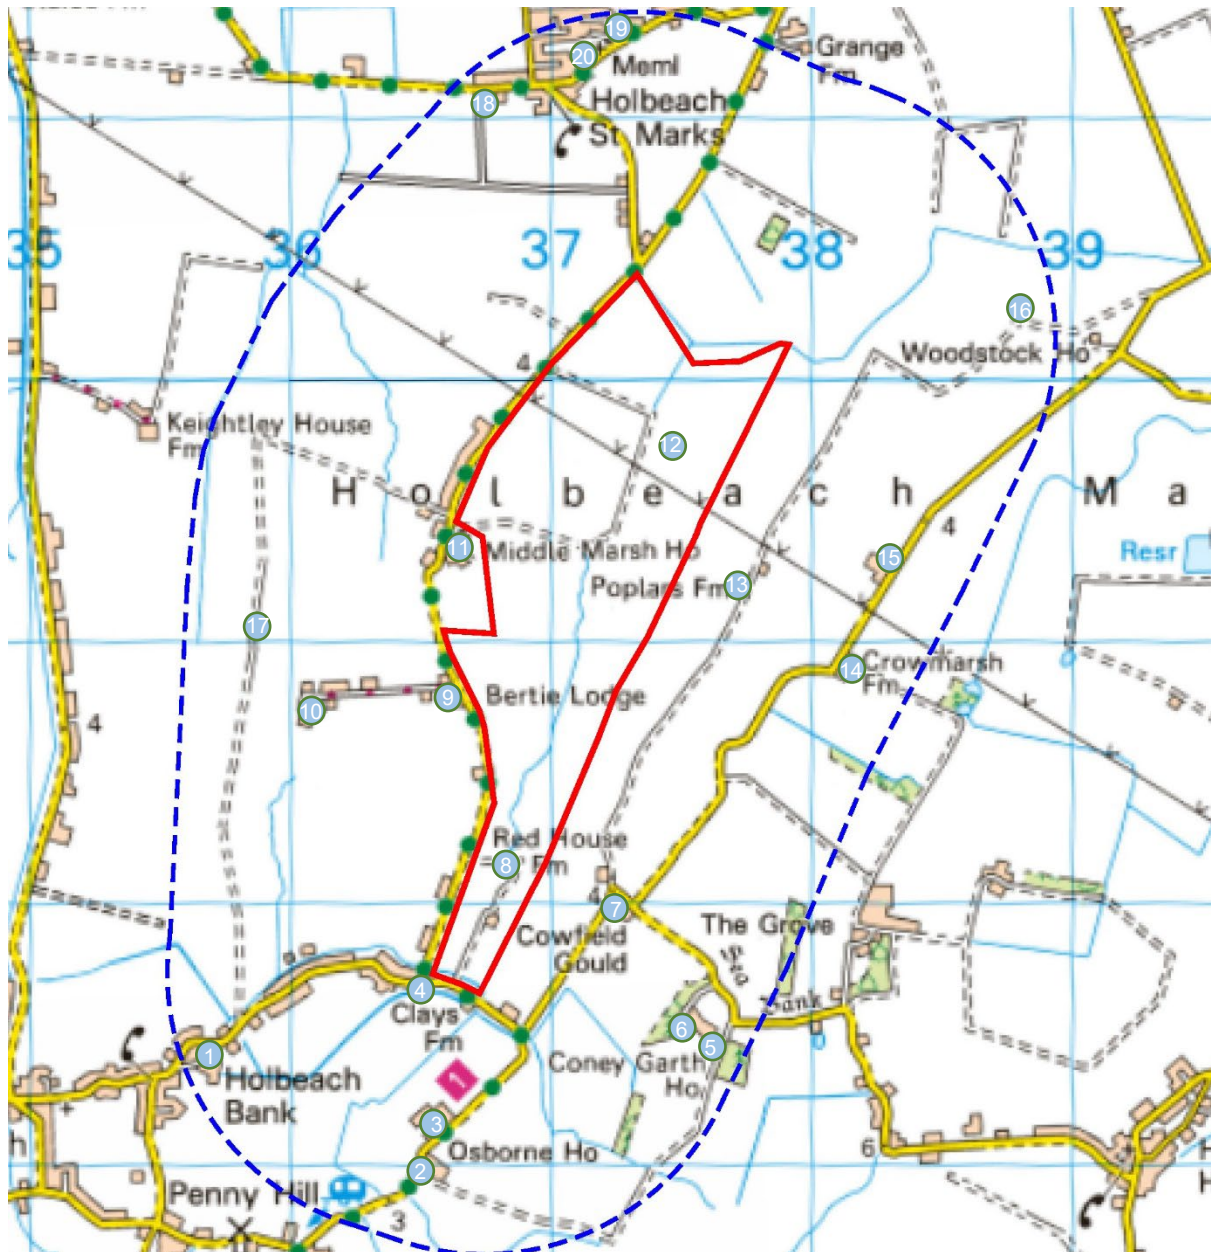 19
20
Meml
Grange
Fm
18
Holbeach
St Marks
35
36
37
38
39
16
4
Woodstock Ho
Keightley House
Fm
12
H o l b e a c h M a
4
11
Middle Marsh Ho
15
Resr
Poplars Fm
13
17
14
Crowmarsh
Fm
9
Bertie Lodge
10
4
Red House
8
Fm
4
7
The Grove
Cowfield
Gould
Sea Bank
4
Clays
Fm
6
5
1
Coney Garth
Ho
1
Holbeach
Bank
3
Osborne Ho
2
h
6
Penny Hill
3
H
H